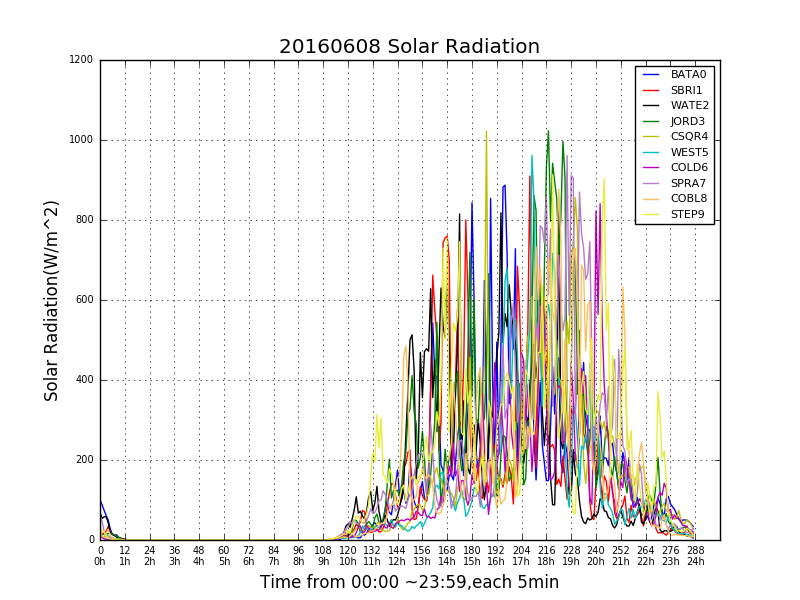 20160608 Solar Radiation
Solar Radiation(W/m^2)
1200
1000
800
600
400
200
0
BATA0
SBRI1
WATE2
JORD3
CSQR4
WEST5
COLD6
SPRA7
COBL8
STEP9
0 12 24 36 48 60 72 84 96 108 120 132 144 156 168 180 192 204 216 228 240 252 264 276 288
0h 1h 2h 3h 4h 5h 6h 7h 8h 9h 10h 11h 12h 13h 14h 15h 16h 17h 18h 19h 20h 21h 22h 23h 24h
Time from 00:00 ~23:59,each 5min